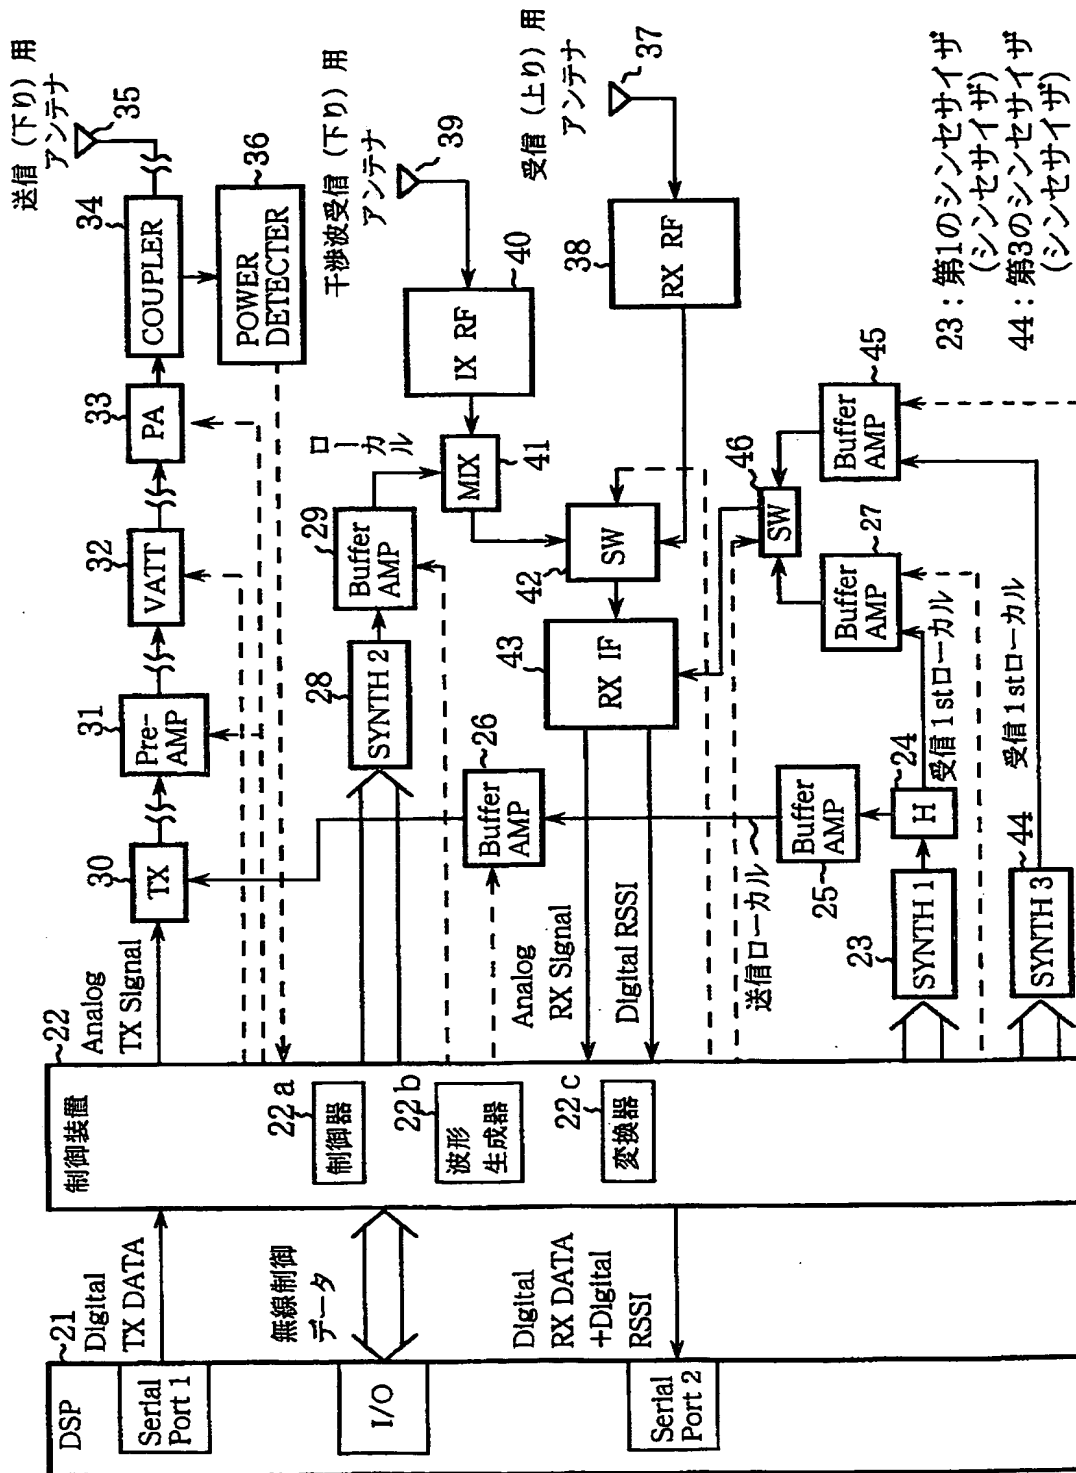 DSP
21
Serial
Port 1
I/O
Serial
Port 2
Digital
TX DATA
無線制御
データ
Digital
RX DATA
+Digital
RSSI
22
制御装置
22 a
制御器
22 b
波形
生成器
22 c
変換器
Analog
TX Signal
30
TX
31
Pre-
AMP
32
VATT
33
PA
34
COUPLER
35
送信（下り）用
アンテナ
36
POWER
DETECTER
28
SYNTH 2
29
Buffer
AMP
ローカル
干渉波受信（下り）用
アンテナ
39
40
IX RF
41
MIX
42
SW
43
RX IF
26
Buffer
AMP
Analog
RX Signal
Digital RSSI
受信（上り）用
アンテナ
37
38
RX RF
送信ローカル
25
Buffer
AMP
23
SYNTH 1
24
H
受信1stローカル
27
Buffer
AMP
46
SW
45
Buffer
AMP
44
SYNTH 3
受信1stローカル
23：第1のシンセサイザ
（シンセサイザ）
44：第3のシンセサイザ
（シンセサイザ）